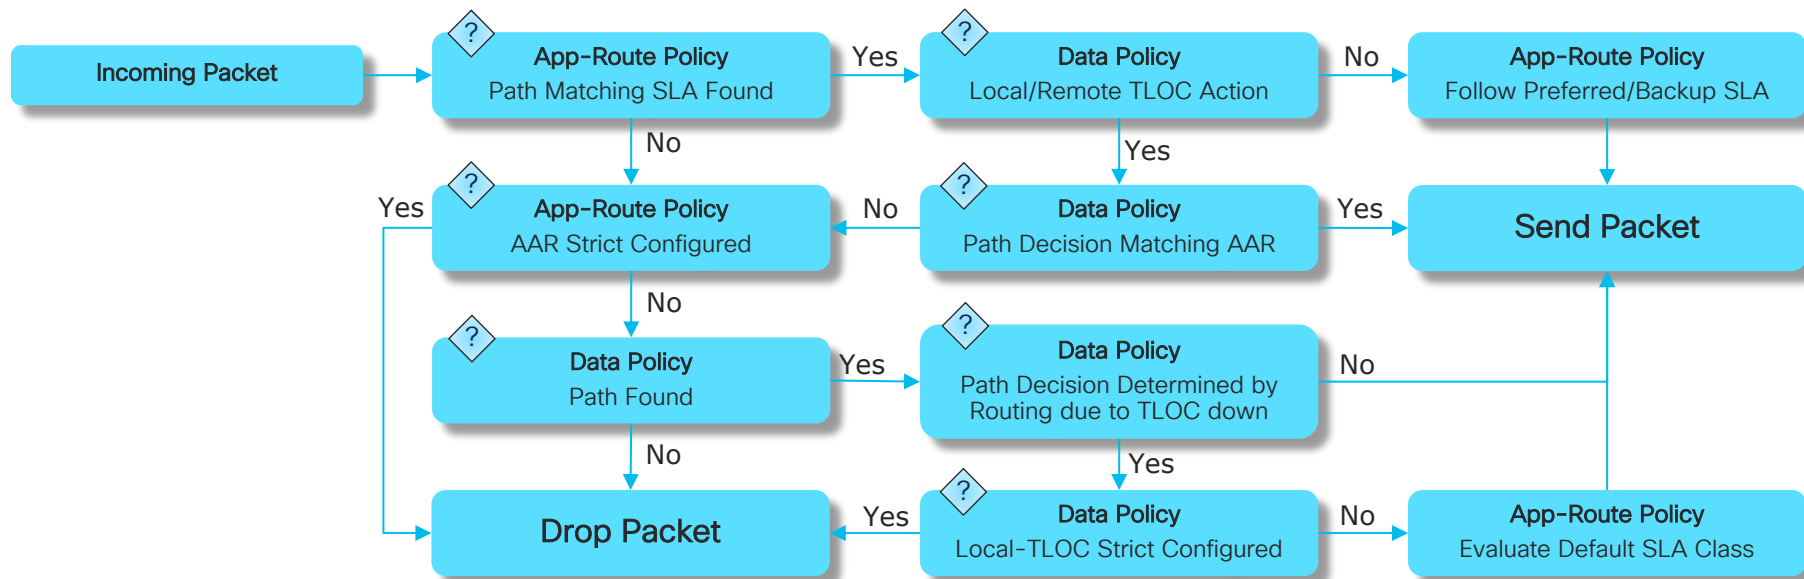 ?
?
Incoming Packet
App-Route Policy
Path Matching SLA Found
Yes
Data Policy
Local/Remote TLOC Action
No
App-Route Policy
Follow Preferred/Backup SLA
No
Yes
?
?
Yes
App-Route Policy
AAR Strict Configured
No
Data Policy
Path Decision Matching AAR
Yes
Send Packet
No
?
?
Data Policy
Path Found
Yes
Data Policy
Path Decision Determined by
Routing due to TLOC down
No
No
Yes
?
Drop Packet
Yes
Data Policy
Local-TLOC Strict Configured
No
App-Route Policy
Evaluate Default SLA Class